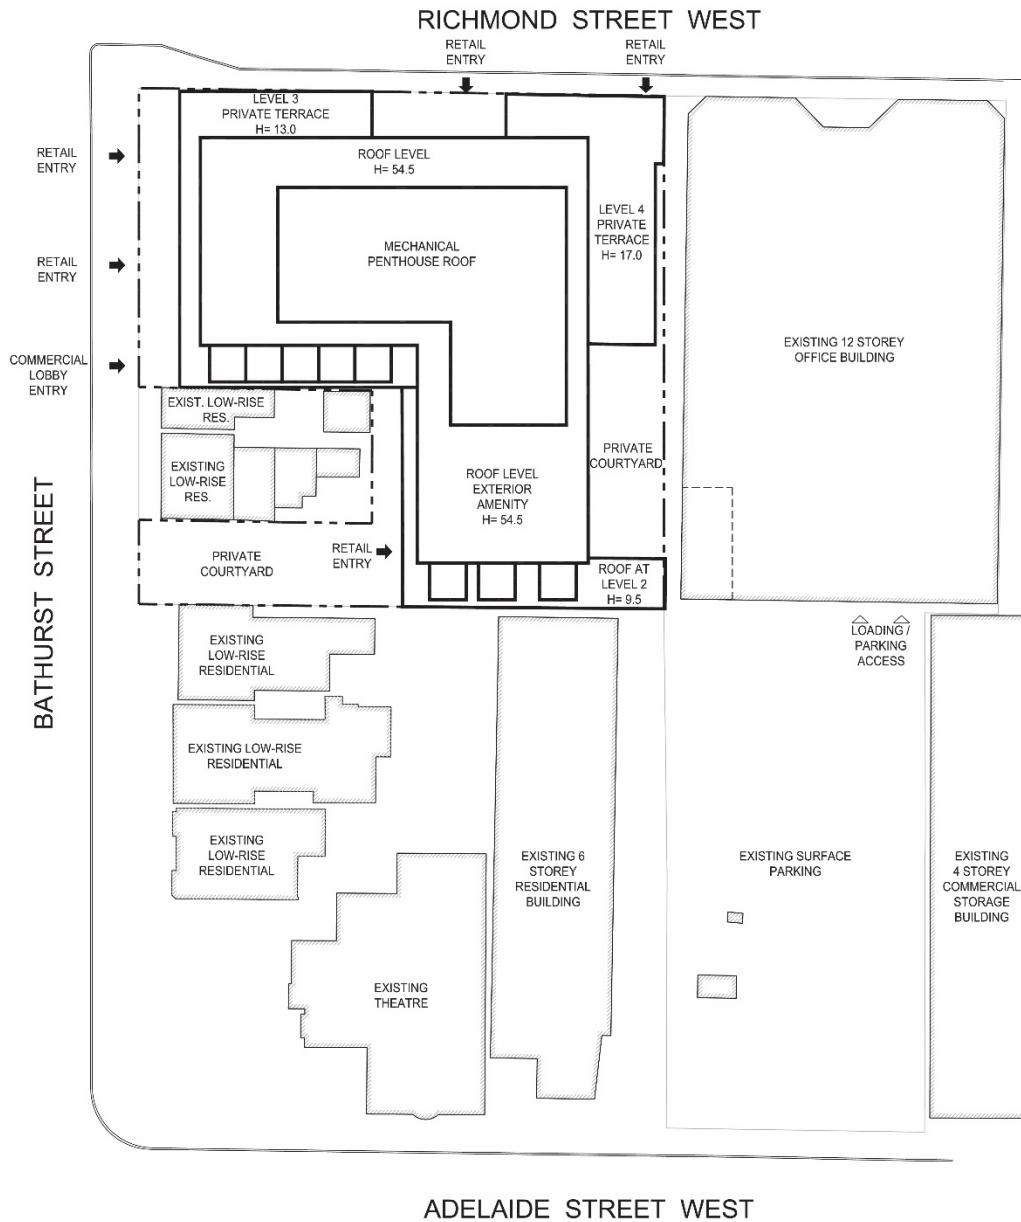 RICHMOND STREET WEST
RETAIL
ENTRY
RETAIL
ENTRY
LEVEL 3
PRIVATE TERRACE
H= 13.0
RETAIL
ENTRY
ROOF LEVEL
H= 54.5
LEVEL 4
PRIVATE
TERRACE
H= 17.0
MECHANICAL
PENTHOUSE ROOF
RETAIL
ENTRY
EXISTING 12 STOREY
OFFICE BUILDING
COMMERCIAL
LOBBY
ENTRY
EXIST. LOW-RISE
RES.
EXISTING
LOW-RISE
RES.
ROOF LEVEL
EXTERIOR
AMENITY
H= 54.5
PRIVATE
COURTYARD
BATHURST STREET
PRIVATE
COURTYARD
RETAIL
ENTRY
ROOF AT
LEVEL 2
H= 9.5
EXISTING
LOW-RISE
RESIDENTIAL
LOADING /
PARKING
ACCESS
EXISTING LOW-RISE
RESIDENTIAL
EXISTING
LOW-RISE
RESIDENTIAL
EXISTING 6
STOREY
RESIDENTIAL
BUILDING
EXISTING SURFACE
PARKING
EXISTING
4 STOREY
COMMERCIAL
STORAGE
BUILDING
EXISTING
THEATRE
ADELAIDE STREET WEST